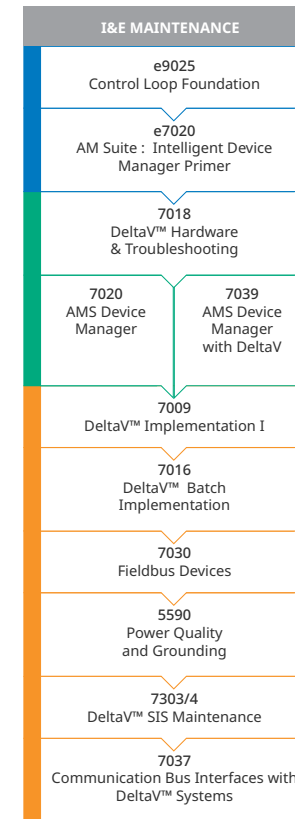 I&E MAINTENANCE
e9025
Control Loop Foundation
e7020
AM Suite : Intelligent Device
Manager Primer
7018
DeltaV™ Hardware
& Troubleshooting
7020
AMS Device
Manager
7039
AMS Device
Manager
with DeltaV
7009
DeltaV™ Implementation I
7016
DeltaV™ Batch
Implementation
7030
Fieldbus Devices
5590
Power Quality
and Grounding
7303/4
DeltaV™ SIS Maintenance
7037
Communication Bus Interfaces with
DeltaV™ Systems